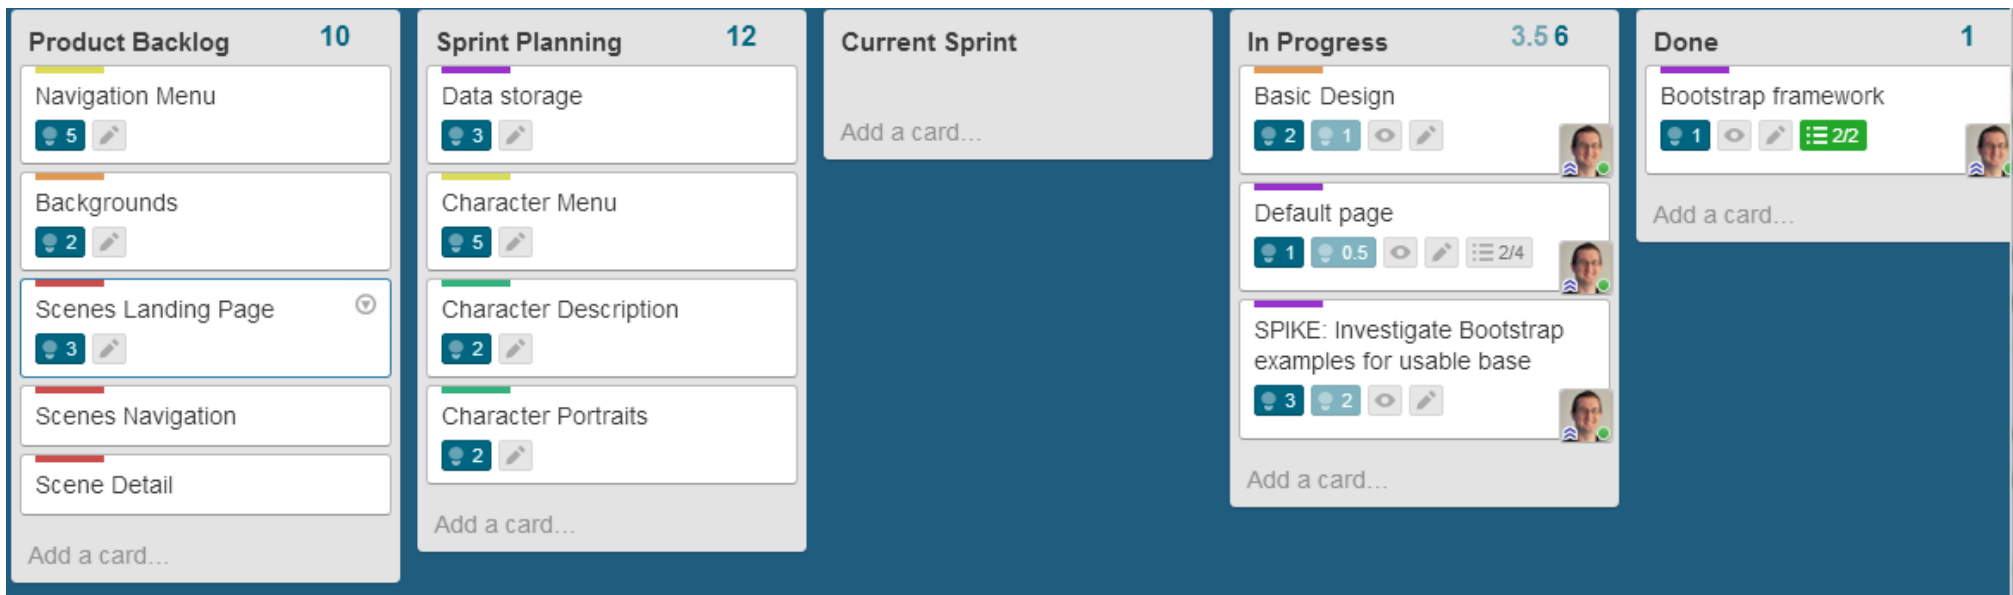 Product Backlog 10
Navigation Menu
5
Backgrounds
2
Scenes Landing Page
3
Scenes Navigation
Scene Detail
Add a card...
Sprint Planning 12
Data storage
3
Character Menu
5
Character Description
2
Character Portraits
2
Add a card...
Current Sprint
Add a card...
In Progress 3.5 6
Basic Design
2 1
Default page
1 0.5 2/4
SPIKE: Investigate Bootstrap
examples for usable base
3 2
Add a card...
Done 1
Bootstrap framework
1 2/2
Add a card...